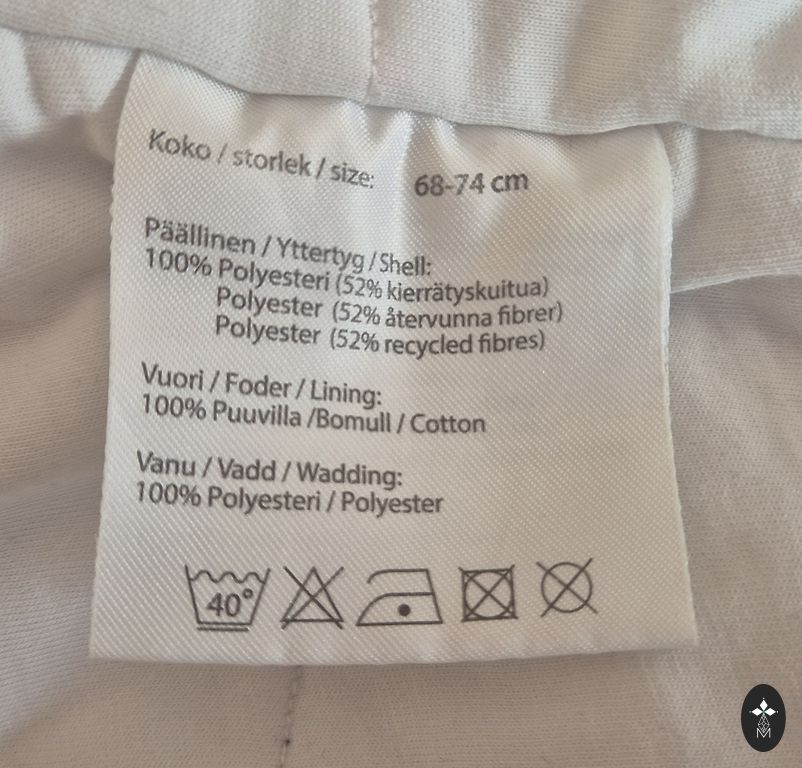 Koko / storlek / size: 68-74 cm
Päällinen / Yttertyg / Shell:
100% Polyesteri (52% kierrätyskuitua)
Polyester (52% återvunna fibrer)
Polyester (52% recycled fibres)
Vuori / Foder / Lining:
100% Puuvilla /Bomull / Cotton
Vanu / Vadd / Wadding:
100% Polyesteri / Polyester
40°
M